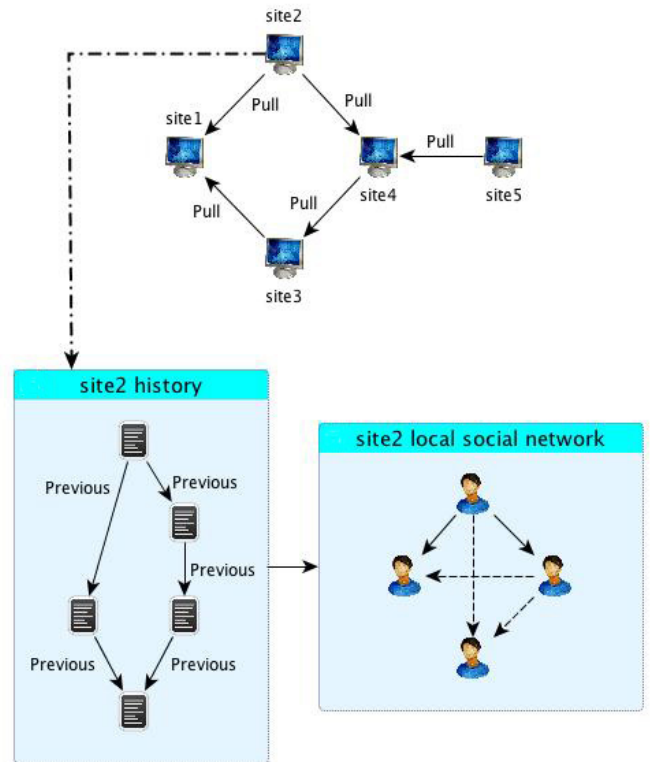 site2
Pull
Pull
site1
Pull
site4
site5
Pull
Pull
site3
site2 history
Previous
Previous
Previous
Previous
Previous
site2 local social network